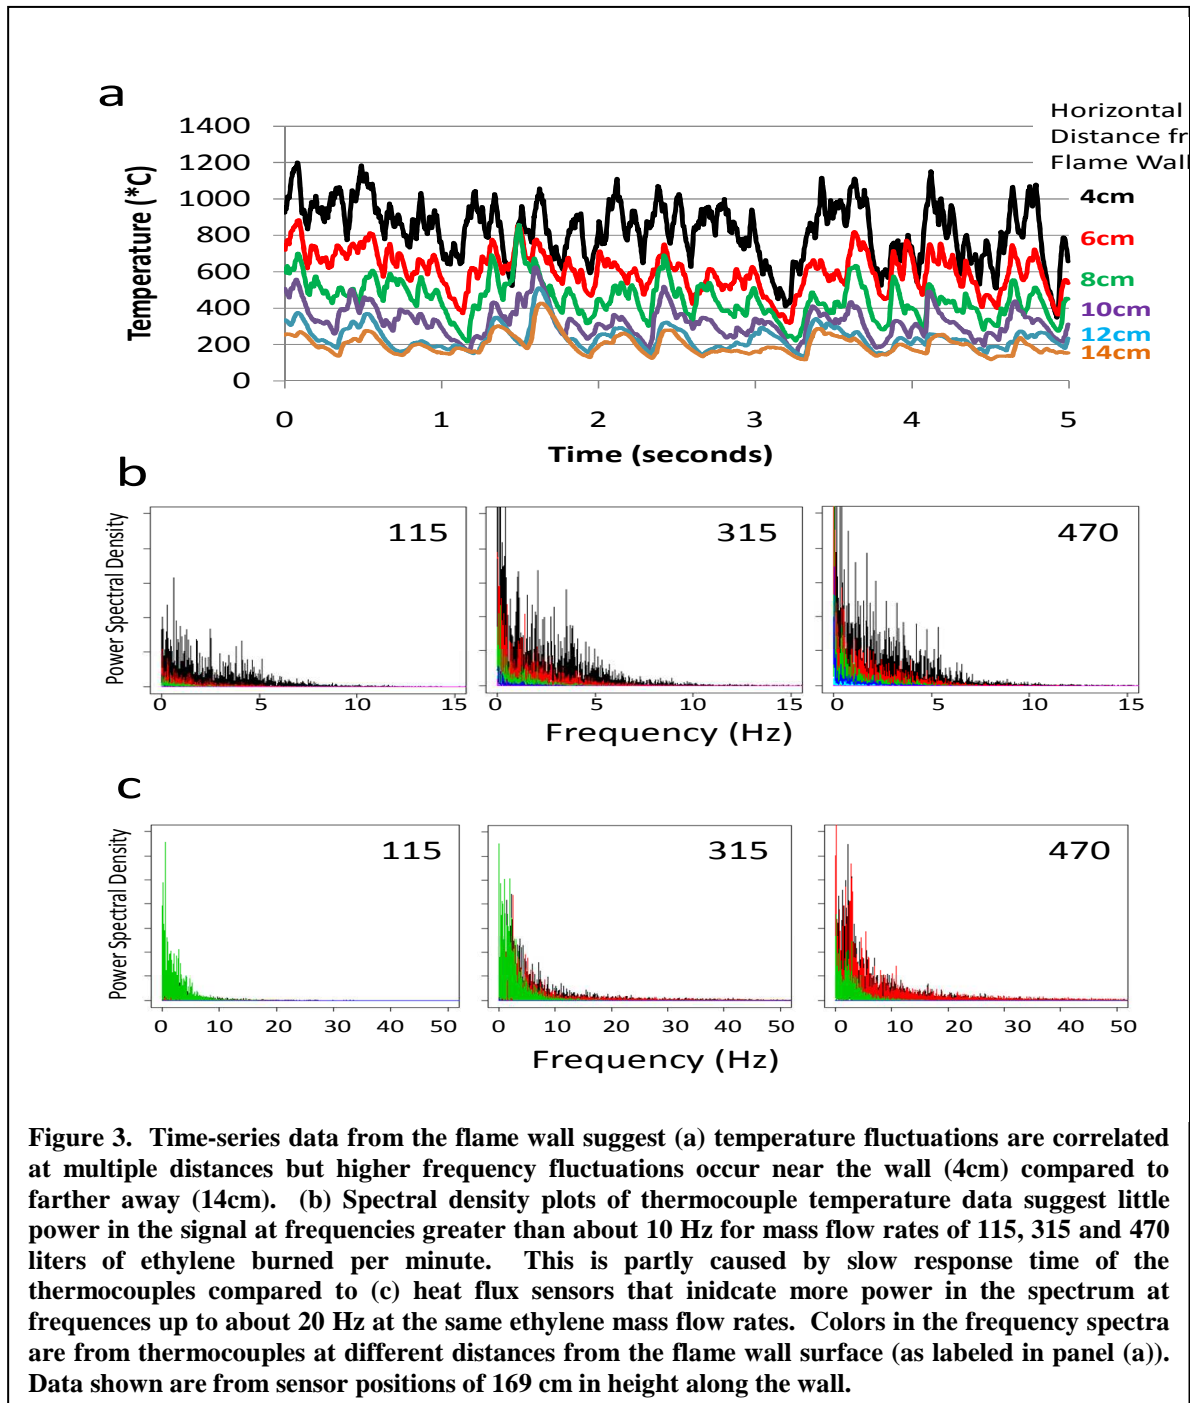 a
Horizontal
Distance fr
Flame Wall
1400
1200
1000
800
600
400
200
0
Temperature (*C)
4cm
6cm
8cm
10cm
12cm
14cm
0 1 2 3 4 5
Time (seconds)
b
Power Spectral Density
115 315 470
0 5 10 15 0 5 10 15 0 5 10 15
Frequency (Hz)
c
Power Spectral Density
115 315 470
0 10 20 30 40 50 0 10 20 30 40 50 0 10 20 30 40 50
Frequency (Hz)
Figure 3. Time-series data from the flame wall suggest (a) temperature fluctuations are correlated
at multiple distances but higher frequency fluctuations occur near the wall (4cm) compared to
farther away (14cm). (b) Spectral density plots of thermocouple temperature data suggest little
power in the signal at frequencies greater than about 10 Hz for mass flow rates of 115, 315 and 470
liters of ethylene burned per minute. This is partly caused by slow response time of the
thermocouples compared to (c) heat flux sensors that inidcate more power in the spectrum at
frequences up to about 20 Hz at the same ethylene mass flow rates. Colors in the frequency spectra
are from thermocouples at different distances from the flame wall surface (as labeled in panel (a)).
Data shown are from sensor positions of 169 cm in height along the wall.